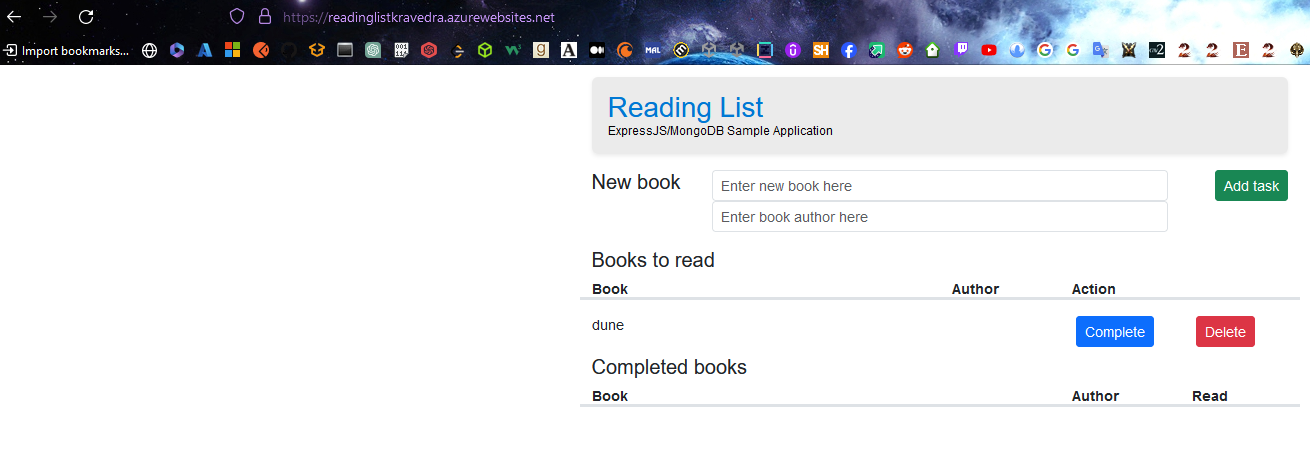 https://readinglistkravedra.azurewebsites.net
Import bookmarks...
Reading List
ExpressJS/MongoDB Sample Application
New book
Enter new book here
Add task
Enter book author here
Books to read
Book Author Action
dune Complete Delete
Completed books
Book Author Read